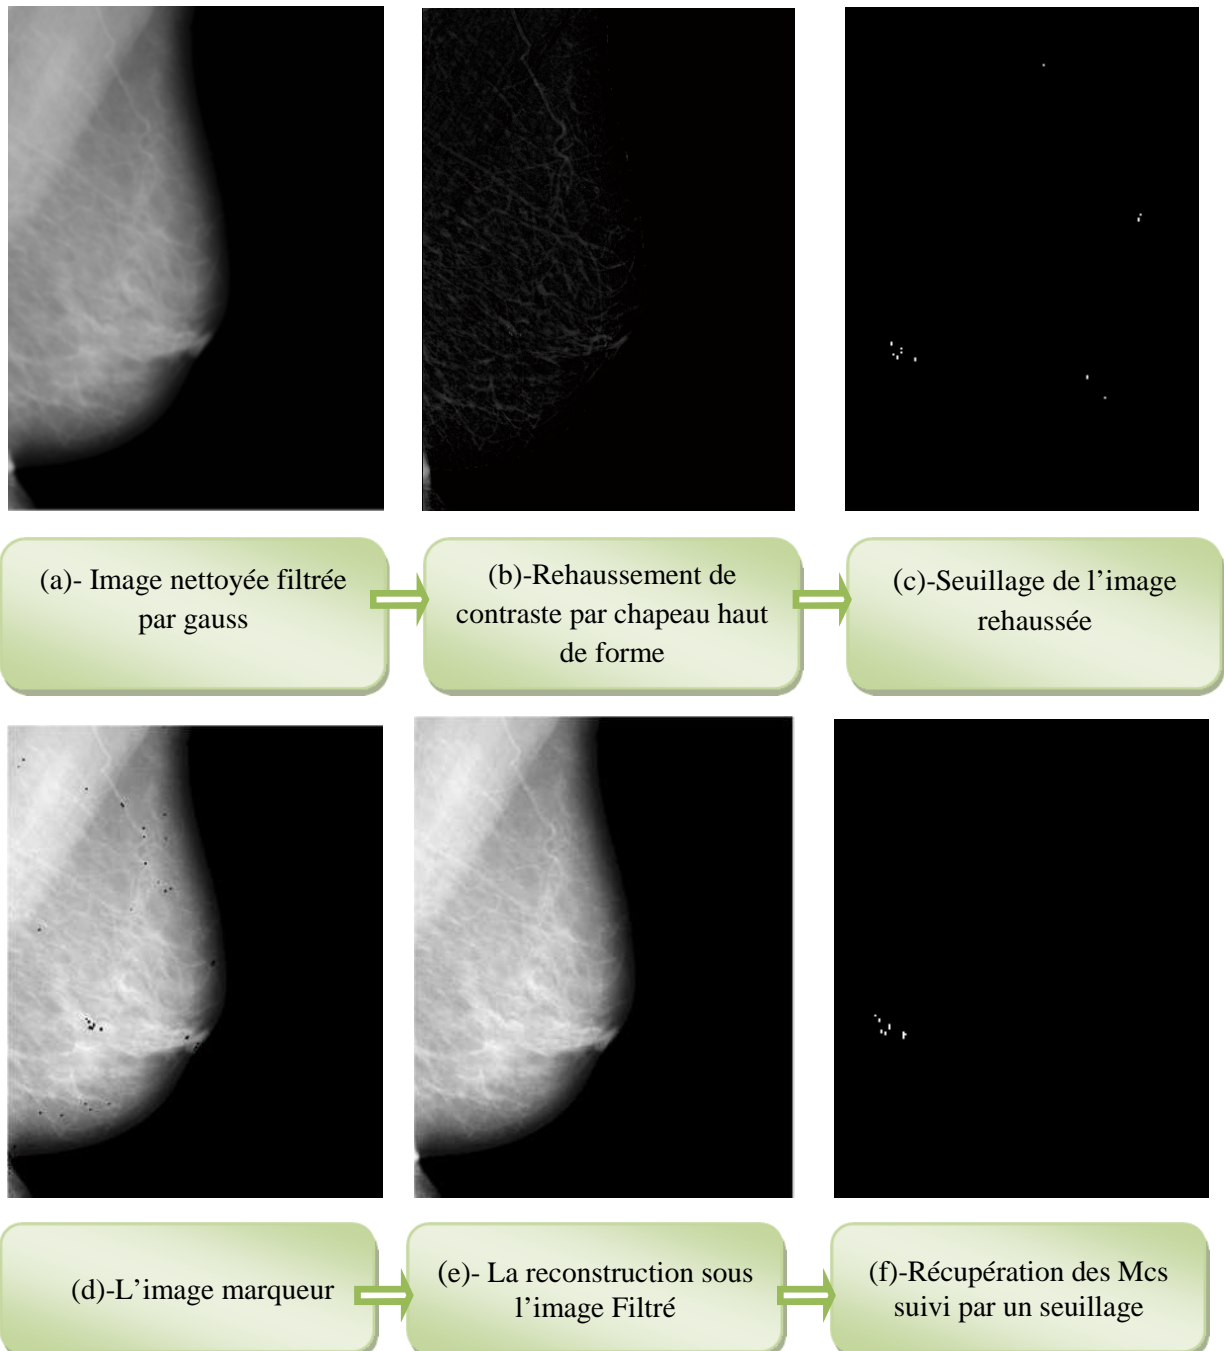 (a)- Image nettoyée filtrée
par gauss
(b)-Rehaussement de
contraste par chapeau haut
de forme
(c)-Seuillage de l’image
rehaussée
(d)-L’image marqueur
(e)- La reconstruction sous
l’image Filtré
(f)-Récupération des Mcs
suivi par un seuillage